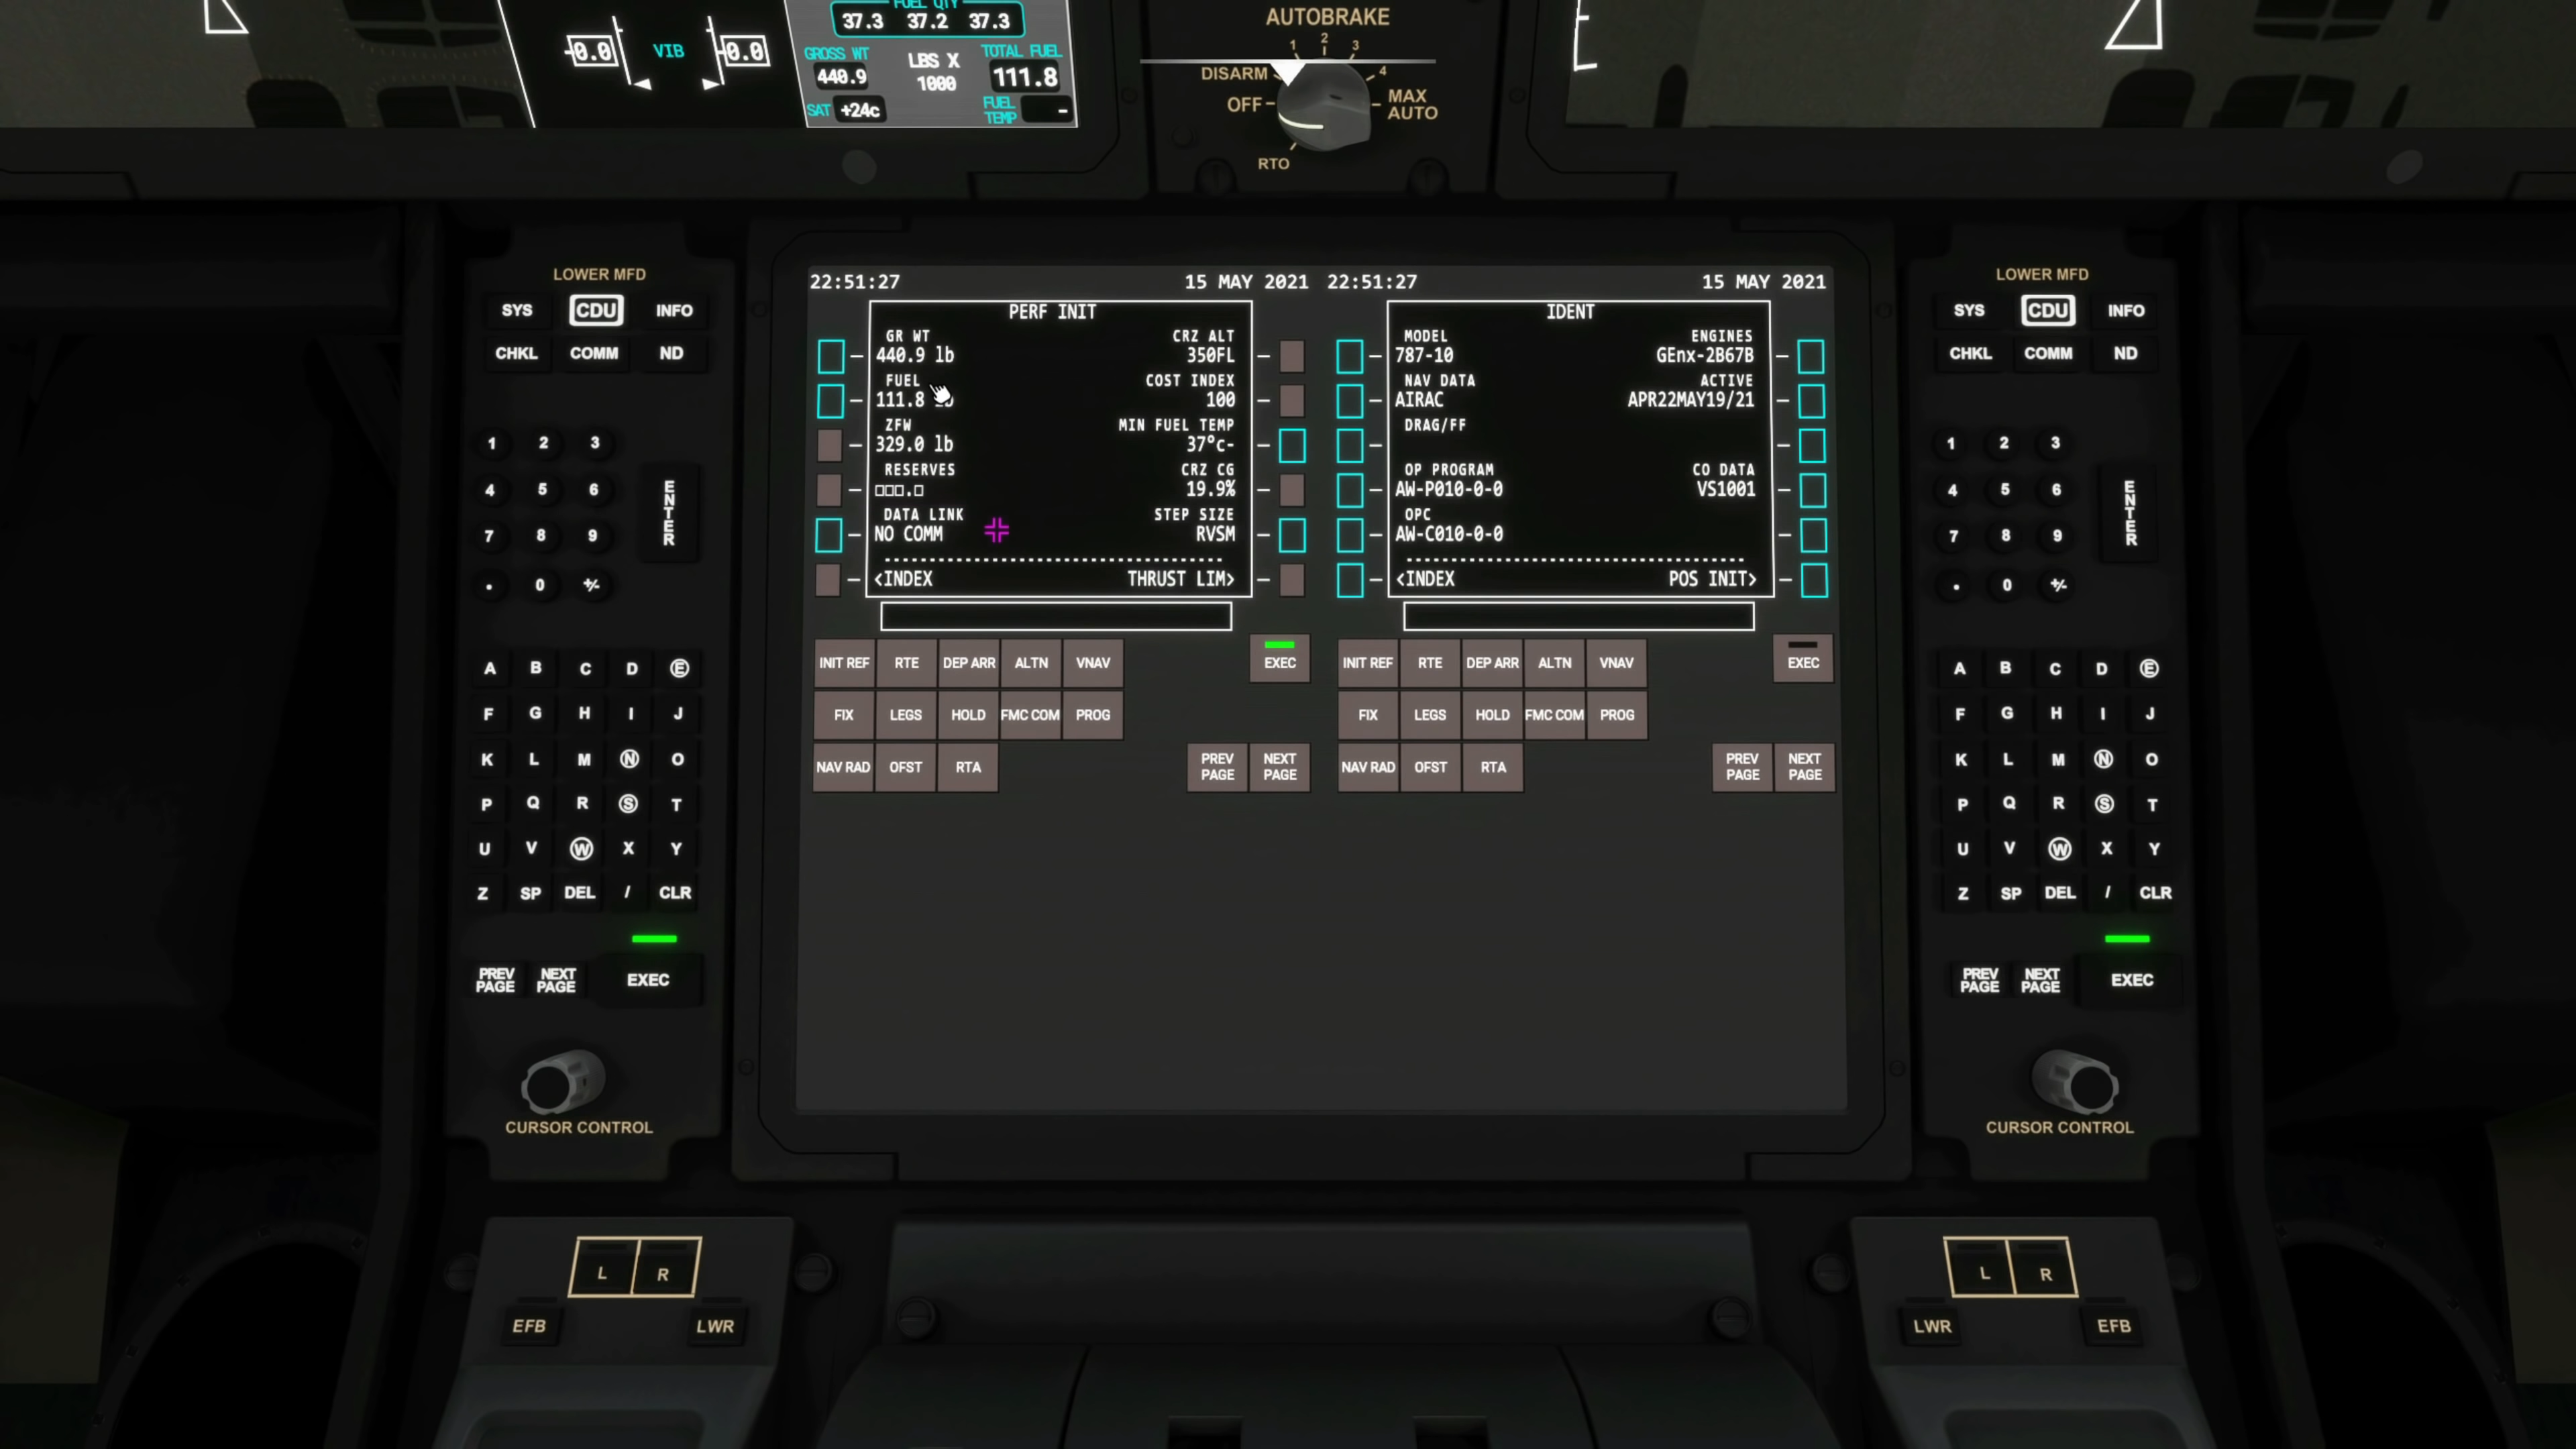 FUEL QTY
37.3 37.2 37.3
GROSS WT
440.9
LBS X
1000
TOTAL FUEL
111.8
SAT +24c
FUEL
TEMP
-
0.0 VIB 0.0
AUTOBRAKE
1 2 3 4
DISARM
OFF
RTO
MAX
AUTO
LOWER MFD
SYS CDU INFO
CHKL COMM ND
1 2 3
4 5 6
7 8 9
. 0 +/-
ENTER
A B C D E
F G H I J
K L M N O
P Q R S T
U V W X Y
Z SP DEL / CLR
PREV
PAGE
NEXT
PAGE
EXEC
CURSOR CONTROL
L R
EFB LWR
22:51:27 15 MAY 2021
PERF INIT
GR WT CRZ ALT
440.9 lb 350FL
FUEL COST INDEX
111.8 100
ZFW MIN FUEL TEMP
329.0 lb 37°c-
RESERVES CRZ CG
□□□.□ 19.9%
DATA LINK STEP SIZE
NO COMM RVSM
<INDEX THRUST LIM>
INIT REF RTE DEP ARR ALTN VNAV EXEC
FIX LEGS HOLD FMC COM PROG
NAV RAD OFST RTA
PREV
PAGE
NEXT
PAGE
22:51:27 15 MAY 2021
IDENT
MODEL ENGINES
787-10 GEnx-2B67B
NAV DATA ACTIVE
AIRAC APR22MAY19/21
DRAG/FF
OP PROGRAM CO DATA
AW-P010-0-0 VS1001
OPC
AW-C010-0-0
<INDEX POS INIT>
INIT REF RTE DEP ARR ALTN VNAV EXEC
FIX LEGS HOLD FMC COM PROG
NAV RAD OFST RTA
PREV
PAGE
NEXT
PAGE
LOWER MFD
SYS CDU INFO
CHKL COMM ND
1 2 3
4 5 6
7 8 9
. 0 +/-
ENTER
A B C D E
F G H I J
K L M N O
P Q R S T
U V W X Y
Z SP DEL / CLR
PREV
PAGE
NEXT
PAGE
EXEC
CURSOR CONTROL
L R
LWR EFB